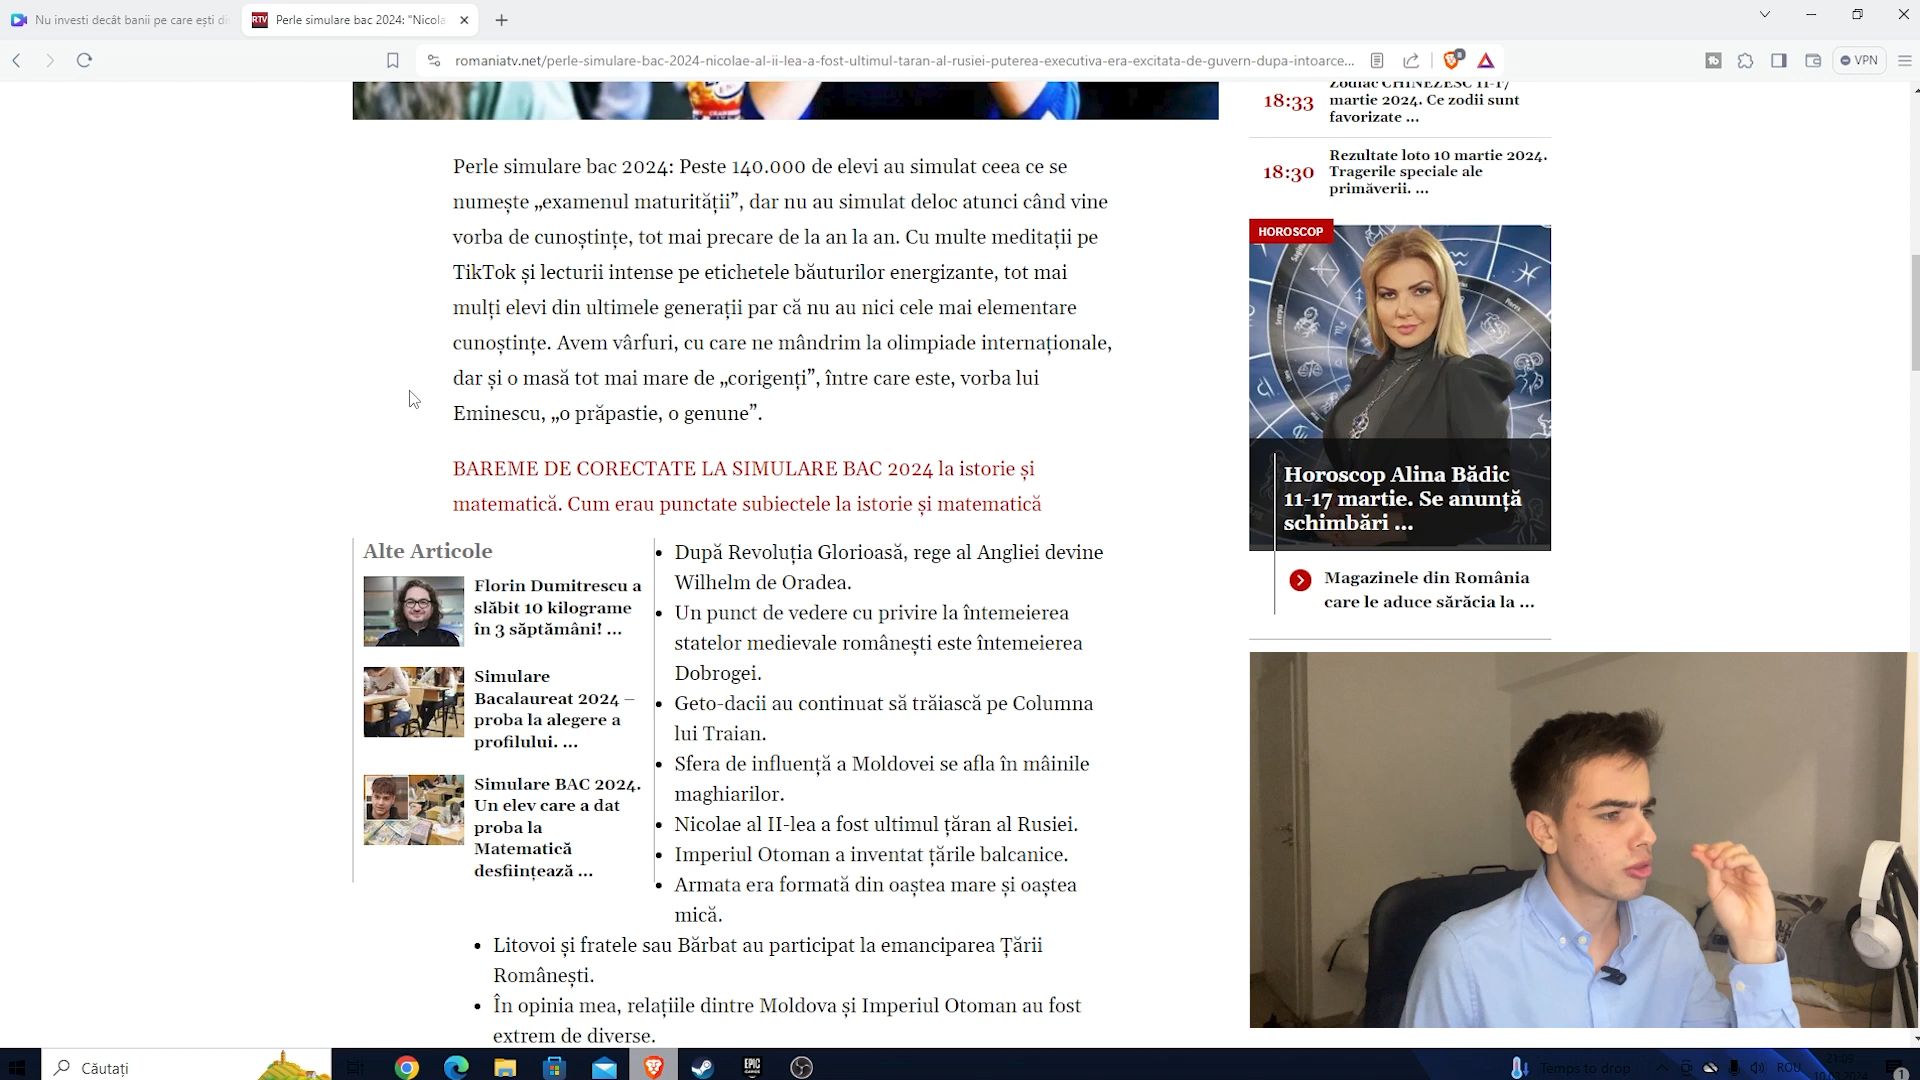 Nu investi decât banii pe care ești di
RTV
Perle simulare bac 2024: "Nicola
romaniatv.net/perle-simulare-bac-2024-nicolae-al-ii-lea-a-fost-ultimul-taran-al-rusiei-puterea-executiva-era-excitata-de-guvern-dupa-intoarce...
VPN
Perle simulare bac 2024: Peste 140.000 de elevi au simulat ceea ce se
numește „examenul maturității”, dar nu au simulat deloc atunci când vine
vorba de cunoștințe, tot mai precare de la an la an. Cu multe meditații pe
TikTok și lecturii intense pe etichetele băuturilor energizante, tot mai
mulți elevi din ultimele generații par că nu au nici cele mai elementare
cunoștințe. Avem vârfuri, cu care ne mândrim la olimpiade internaționale,
dar și o masă tot mai mare de „corigenți”, între care este, vorba lui
Eminescu, „o prăpastie, o genune”.
BAREME DE CORECTATE LA SIMULARE BAC 2024 la istorie și
matematică. Cum erau punctate subiectele la istorie și matematică
Alte Articole
Florin Dumitrescu a
slăbit 10 kilograme
în 3 săptămâni! ...
Simulare
Bacalaureat 2024 –
proba la alegere a
profilului. ...
Simulare BAC 2024.
Un elev care a dat
proba la
Matematică
desființează ...
• După Revoluția Glorioasă, rege al Angliei devine
Wilhelm de Oradea.
• Un punct de vedere cu privire la întemeierea
statelor medievale românești este întemeierea
Dobrogei.
• Geto-dacii au continuat să trăiască pe Columna
lui Traian.
• Sfera de influență a Moldovei se afla în mâinile
maghiarilor.
• Nicolae al II-lea a fost ultimul țăran al Rusiei.
• Imperiul Otoman a inventat țările balcanice.
• Armata era formată din oaștea mare și oaștea
mică.
• Litovoi și fratele sau Bărbat au participat la emanciparea Țării
Românești.
• În opinia mea, relațiile dintre Moldova și Imperiul Otoman au fost
extrem de diverse.
Zodiac CHINEZESC 11-17
18:33 martie 2024. Ce zodii sunt
favorizate ...
Rezultate loto 10 martie 2024.
18:30 Tragerile speciale ale
primăverii. ...
HOROSCOP
Horoscop Alina Bădic
11-17 martie. Se anunță
schimbări ...
Magazinele din România
care le aduce sărăcia la ...
Căutați
EPIC
Temps to drop
ROU
21:09
10.03.2024
1